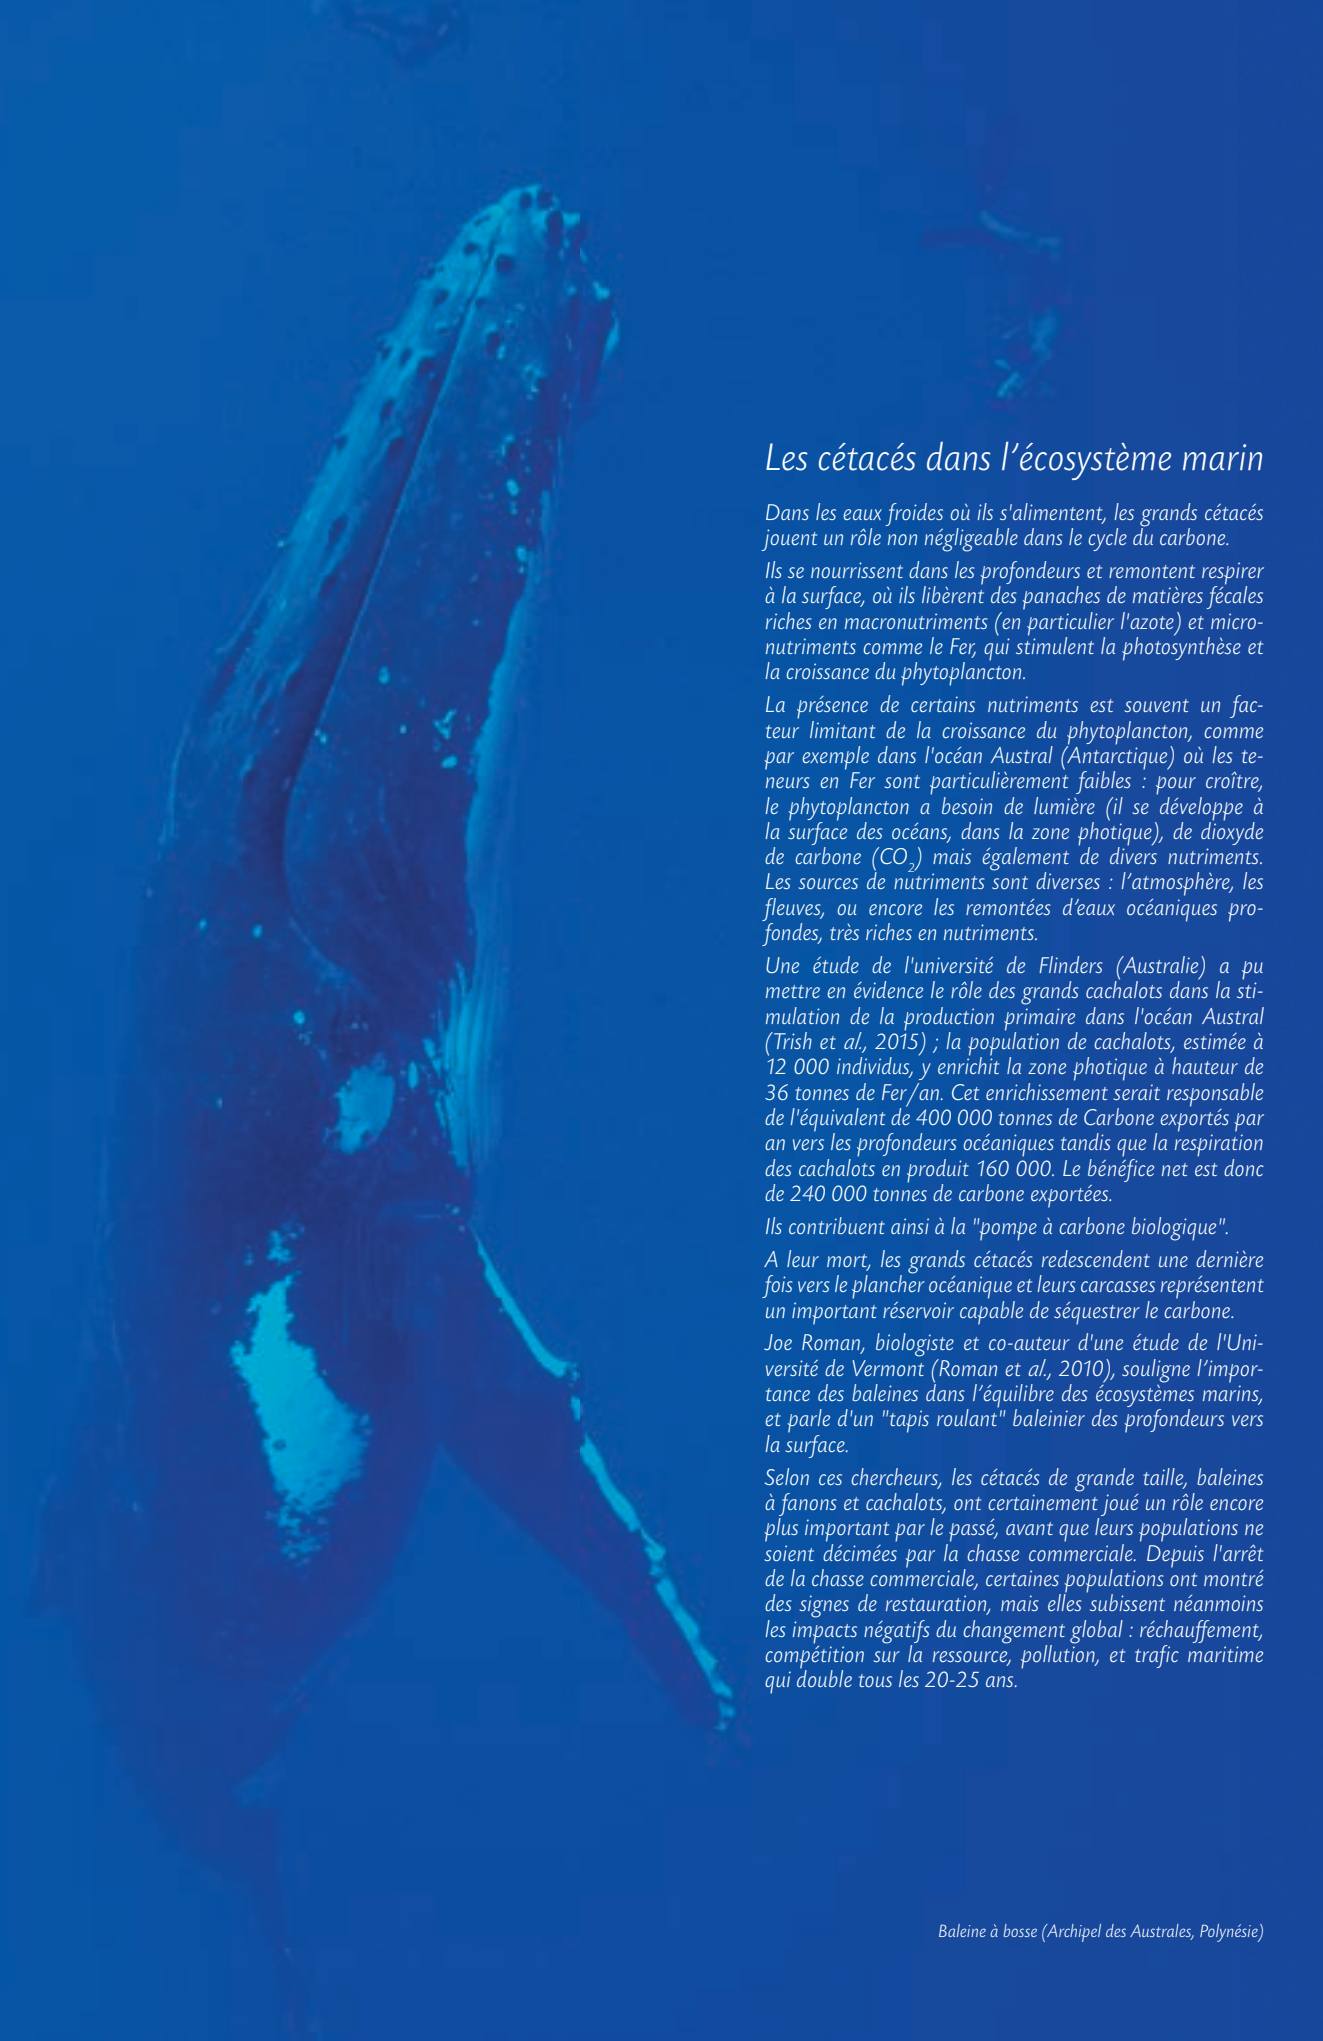 Les cétacés dans l’écosystème marin
Dans les eaux froides où ils s'alimentent, les grands cétacés
jouent un rôle non négligeable dans le cycle du carbone.
Ils se nourrissent dans les profondeurs et remontent respirer
à la surface, où ils libèrent des panaches de matières fécales
riches en macronutriments (en particulier l'azote) et micro-
nutriments comme le Fer, qui stimulent la photosynthèse et
la croissance du phytoplancton.
La présence de certains nutriments est souvent un fac-
teur limitant de la croissance du phytoplancton, comme
par exemple dans l'océan Austral (Antarctique) où les te-
neurs en Fer sont particulièrement faibles : pour croître,
le phytoplancton a besoin de lumière (il se développe à
la surface des océans, dans la zone photique), de dioxyde
de carbone (CO₂) mais également de divers nutriments.
Les sources de nutriments sont diverses : l’atmosphère, les
fleuves, ou encore les remontées d’eaux océaniques pro-
fondes, très riches en nutriments.
Une étude de l'université de Flinders (Australie) a pu
mettre en évidence le rôle des grands cachalots dans la sti-
mulation de la production primaire dans l'océan Austral
(Trish et al., 2015) ; la population de cachalots, estimée à
12 000 individus, y enrichit la zone photique à hauteur de
36 tonnes de Fer/an. Cet enrichissement serait responsable
de l'équivalent de 400 000 tonnes de Carbone exportés par
an vers les profondeurs océaniques tandis que la respiration
des cachalots en produit 160 000. Le bénéfice net est donc
de 240 000 tonnes de carbone exportées.
Ils contribuent ainsi à la "pompe à carbone biologique".
A leur mort, les grands cétacés redescendent une dernière
fois vers le plancher océanique et leurs carcasses représentent
un important réservoir capable de séquestrer le carbone.
Joe Roman, biologiste et co-auteur d'une étude de l'Uni-
versité de Vermont (Roman et al., 2010), souligne l’impor-
tance des baleines dans l’équilibre des écosystèmes marins,
et parle d'un "tapis roulant" baleinier des profondeurs vers
la surface.
Selon ces chercheurs, les cétacés de grande taille, baleines
à fanons et cachalots, ont certainement joué un rôle encore
plus important par le passé, avant que leurs populations ne
soient décimées par la chasse commerciale. Depuis l'arrêt
de la chasse commerciale, certaines populations ont montré
des signes de restauration, mais elles subissent néanmoins
les impacts négatifs du changement global : réchauffement,
compétition sur la ressource, pollution, et trafic maritime
qui double tous les 20-25 ans.
Baleine à bosse (Archipel des Australes, Polynésie)